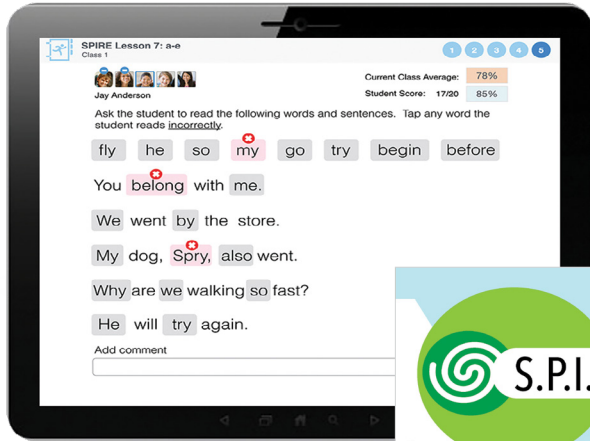 SPIRE Lesson 7: a-e
Class 1
1 2 3 4 5
Jay Anderson
Current Class Average: 78%
Student Score: 17/20 85%
Ask the student to read the following words and sentences. Tap any word the
student reads incorrectly.
fly he so my go try begin before
You belong with me.
We went by the store.
My dog, Spry, also went.
Why are we walking so fast?
He will try again.
Add comment
S.P.I.